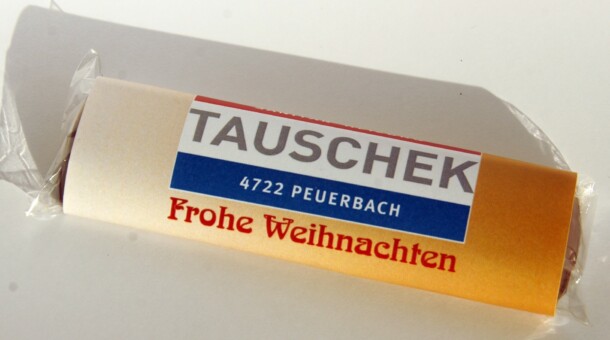 TAUSCHEK
4722 PEUERBACH
Frohe Weihnachten